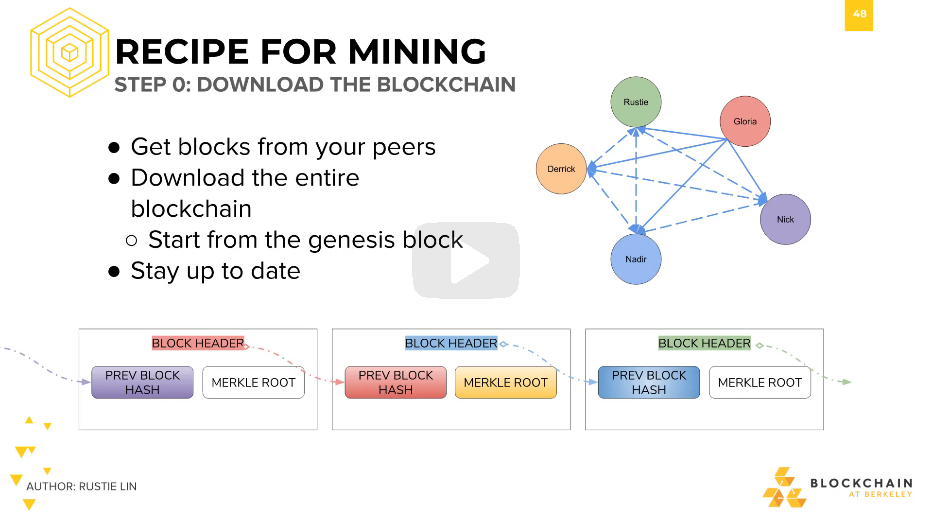 48
RECIPE FOR MINING
STEP 0: DOWNLOAD THE BLOCKCHAIN
● Get blocks from your peers
● Download the entire
blockchain
○ Start from the genesis block
● Stay up to date
Rustie
Gloria
Derrick
Nick
Nadir
BLOCK HEADER
PREV BLOCK
HASH
MERKLE ROOT
BLOCK HEADER
PREV BLOCK
HASH
MERKLE ROOT
BLOCK HEADER
PREV BLOCK
HASH
MERKLE ROOT
AUTHOR: RUSTIE LIN
BLOCKCHAIN
AT BERKELEY